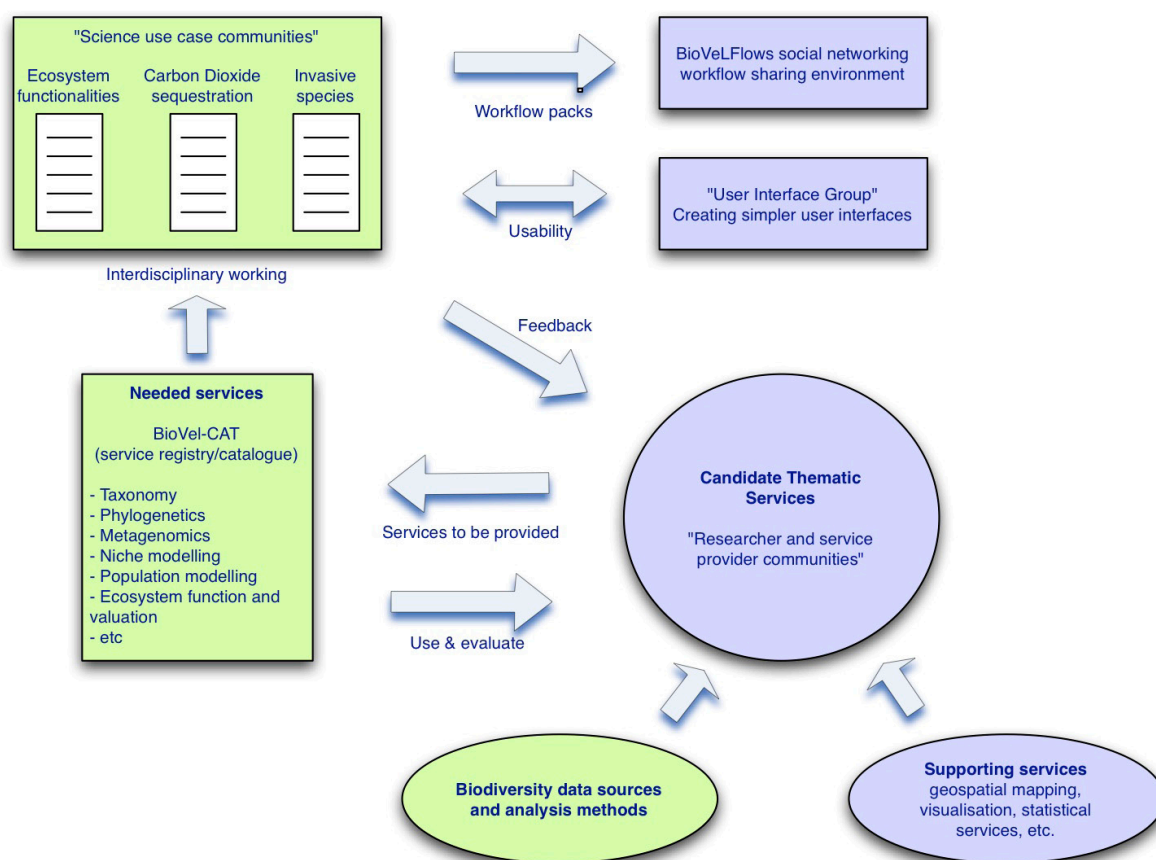 "Science use case communities"
Ecosystem
functionalities
Carbon Dioxide
sequestration
Invasive
species
Interdisciplinary working
Workflow packs
BioVeLFlows social networking
workflow sharing environment
Usability
"User Interface Group"
Creating simpler user interfaces
Feedback
Needed services
BioVel-CAT
(service registry/catalogue)
- Taxonomy
- Phylogenetics
- Metagenomics
- Niche modelling
- Population modelling
- Ecosystem function and
valuation
- etc
Services to be provided
Use & evaluate
Candidate Thematic
Services
"Researcher and service
provider communities"
Biodiversity data sources
and analysis methods
Supporting services
geospatial mapping,
visualisation, statistical
services, etc.